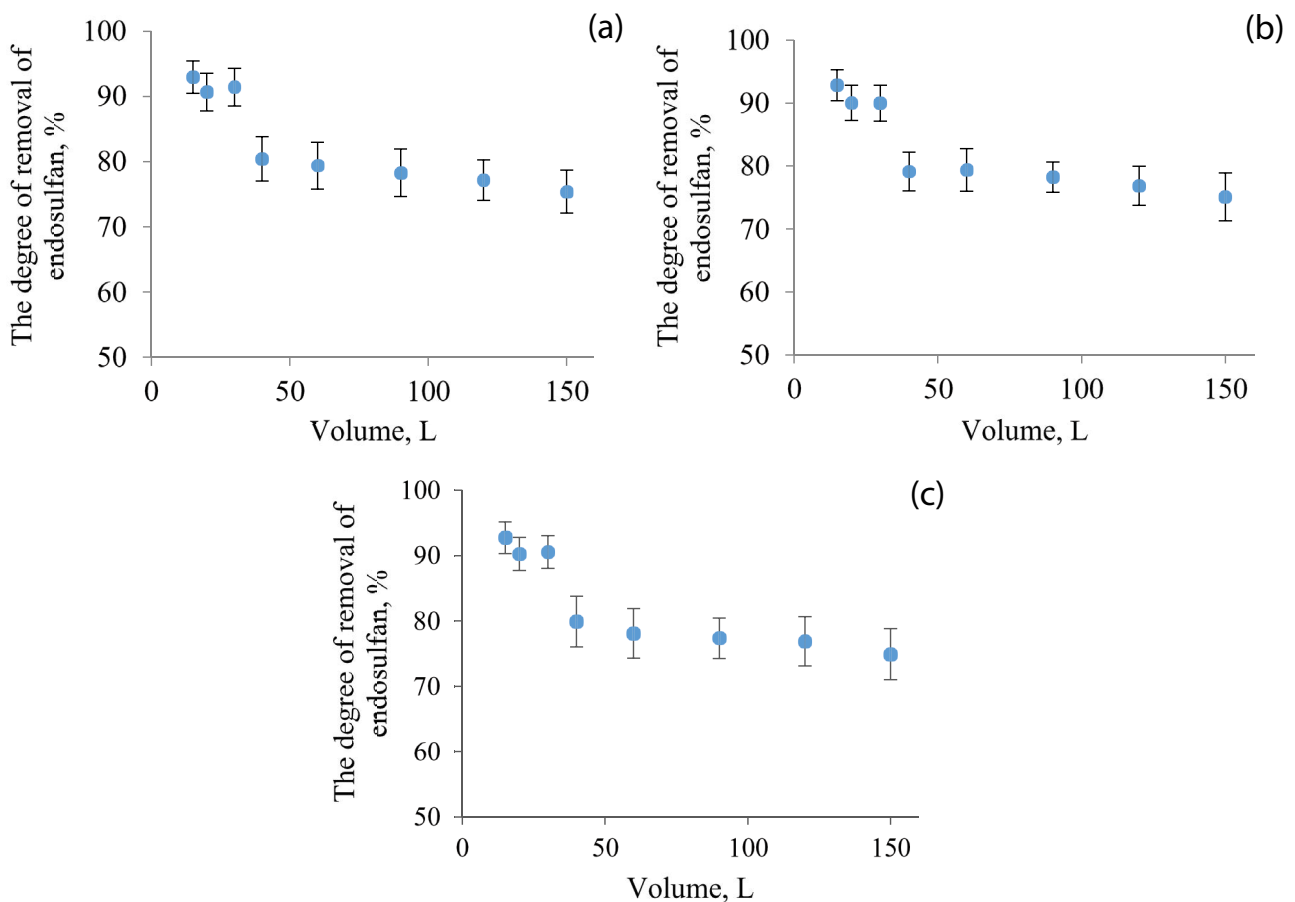 (a)
The degree of removal of
endosulfan, %
100
90
80
70
60
50
0
50
100
150
Volume, L
(b)
The degree of removal of
endosulfan, %
100
90
80
70
60
50
0
50
100
150
Volume, L
(c)
The degree of removal of
endosulfan, %
100
90
80
70
60
50
0
50
100
150
Volume, L